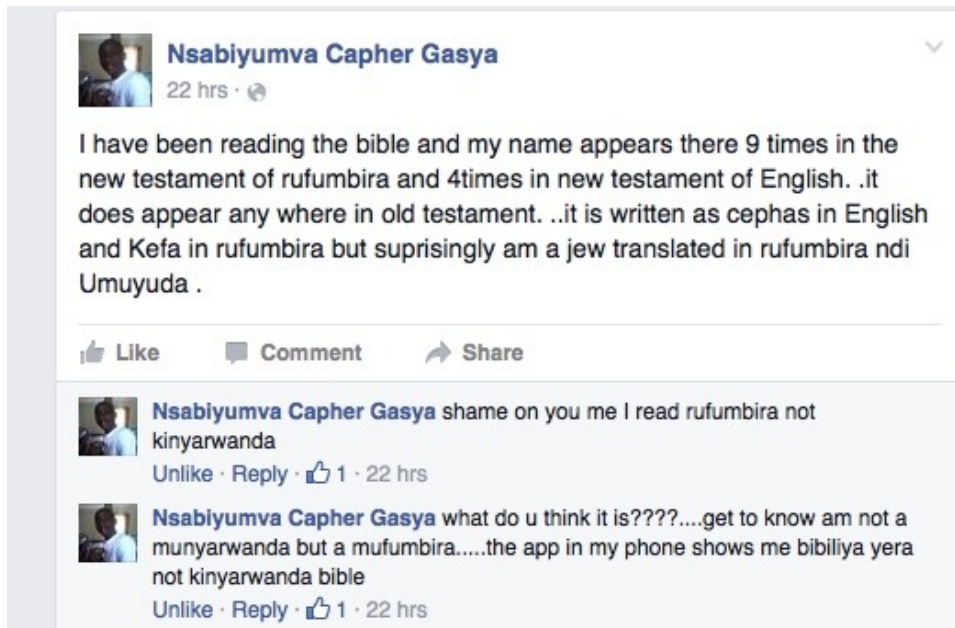 Nsabiyumva Capher Gasya
22 hrs ·
I have been reading the bible and my name appears there 9 times in the
new testament of rufumbira and 4times in new testament of English. .it
does appear any where in old testament. ..it is written as cephas in English
and Kefa in rufumbira but suprisingly am a jew translated in rufumbira ndi
Umuyuda .
Like Comment Share
Nsabiyumva Capher Gasya shame on you me I read rufumbira not
kinyarwanda
Unlike · Reply · 1 · 22 hrs
Nsabiyumva Capher Gasya what do u think it is????....get to know am not a
munyarwanda but a mufumbira.....the app in my phone shows me bibiliya yera
not kinyarwanda bible
Unlike · Reply · 1 · 22 hrs